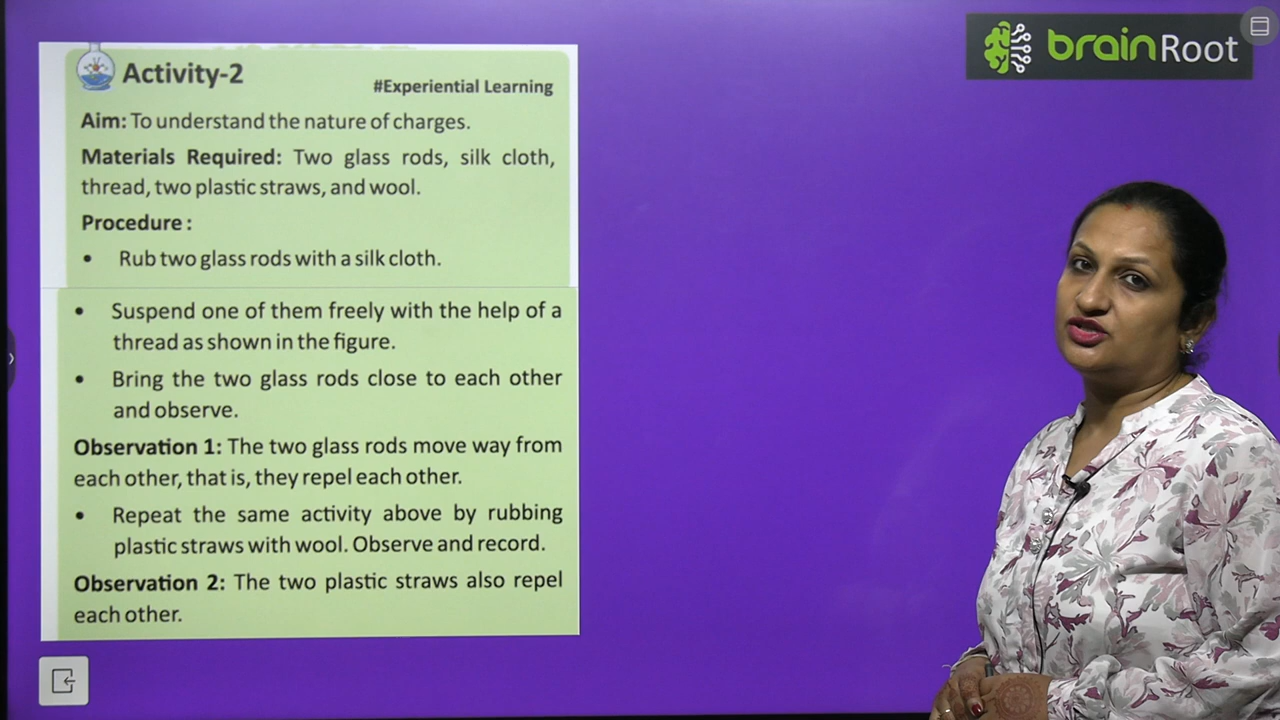 Activity-2
#Experiential Learning
Aim: To understand the nature of charges.
Materials Required: Two glass rods, silk cloth,
thread, two plastic straws, and wool.
Procedure :
• Rub two glass rods with a silk cloth.
• Suspend one of them freely with the help of a
thread as shown in the figure.
• Bring the two glass rods close to each other
and observe.
Observation 1: The two glass rods move way from
each other, that is, they repel each other.
• Repeat the same activity above by rubbing
plastic straws with wool. Observe and record.
Observation 2: The two plastic straws also repel
each other.
brainRoot